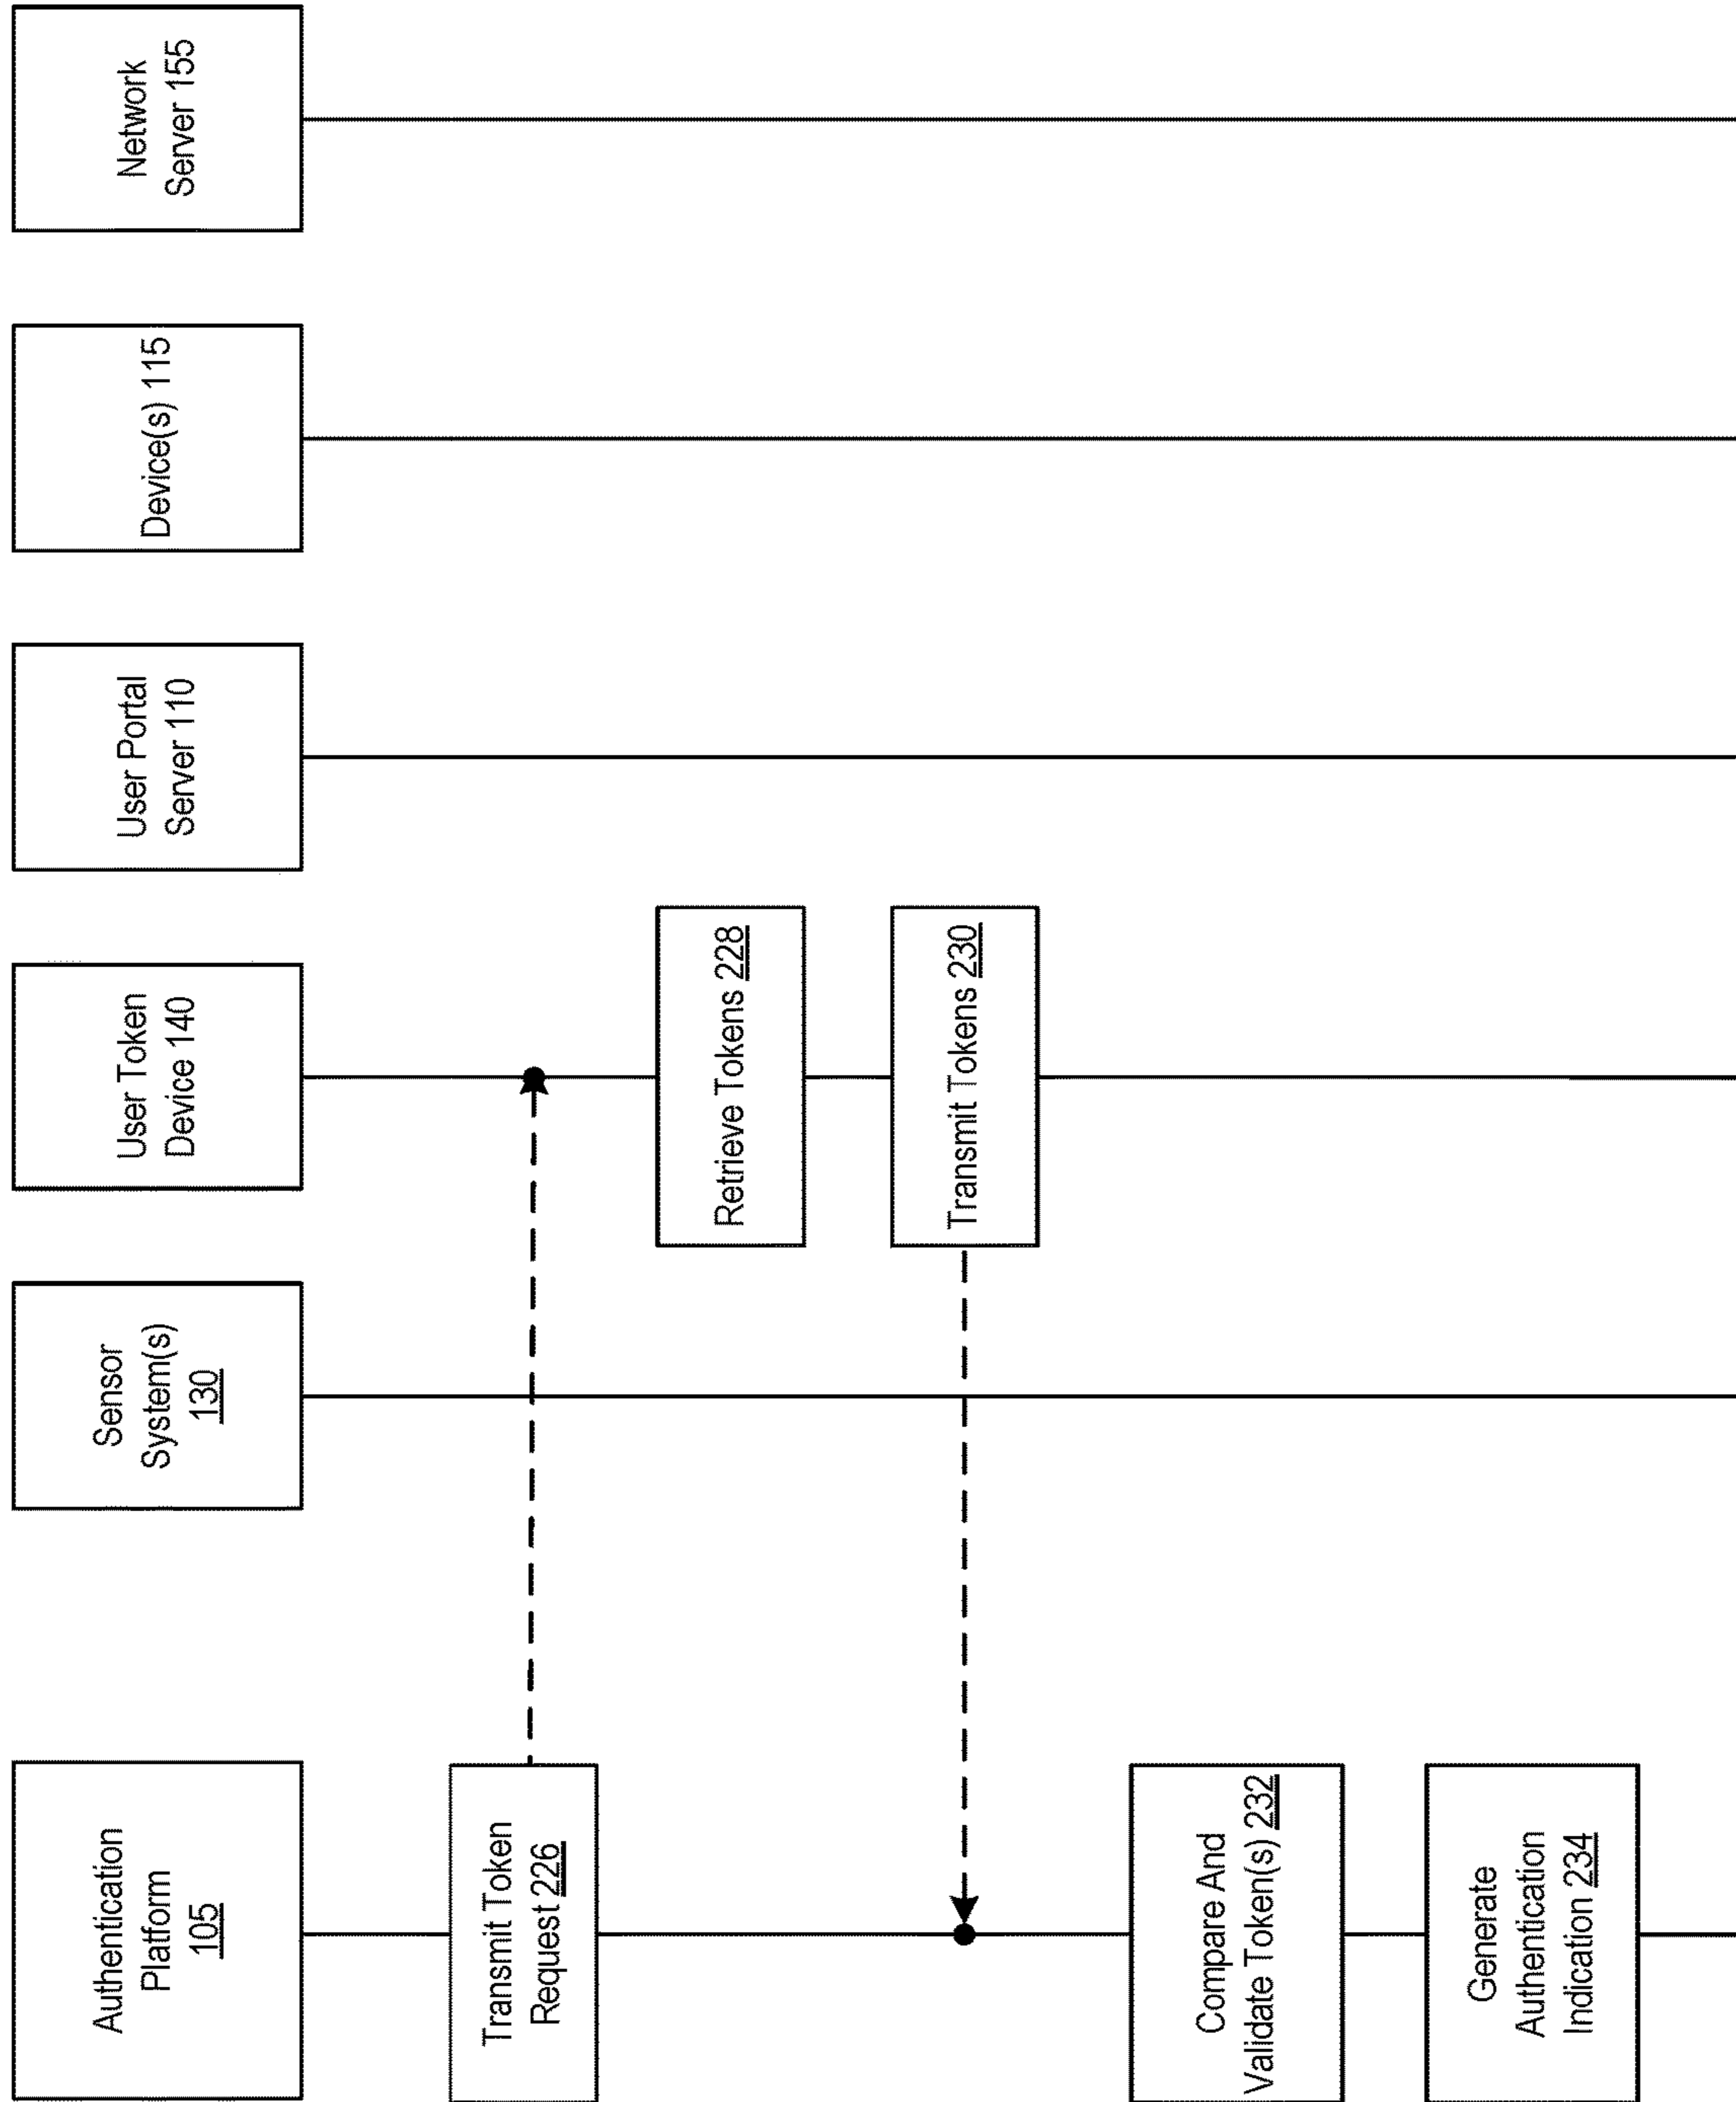 Authentication
Platform
105
Sensor
System(s)
130
User Token
Device 140
User Portal
Server 110
Device(s) 115
Network
Server 155
Transmit Token
Request 226
Retrieve Tokens 228
Transmit Tokens 230
Compare And
Validate Token(s) 232
Generate
Authentication
Indication 234